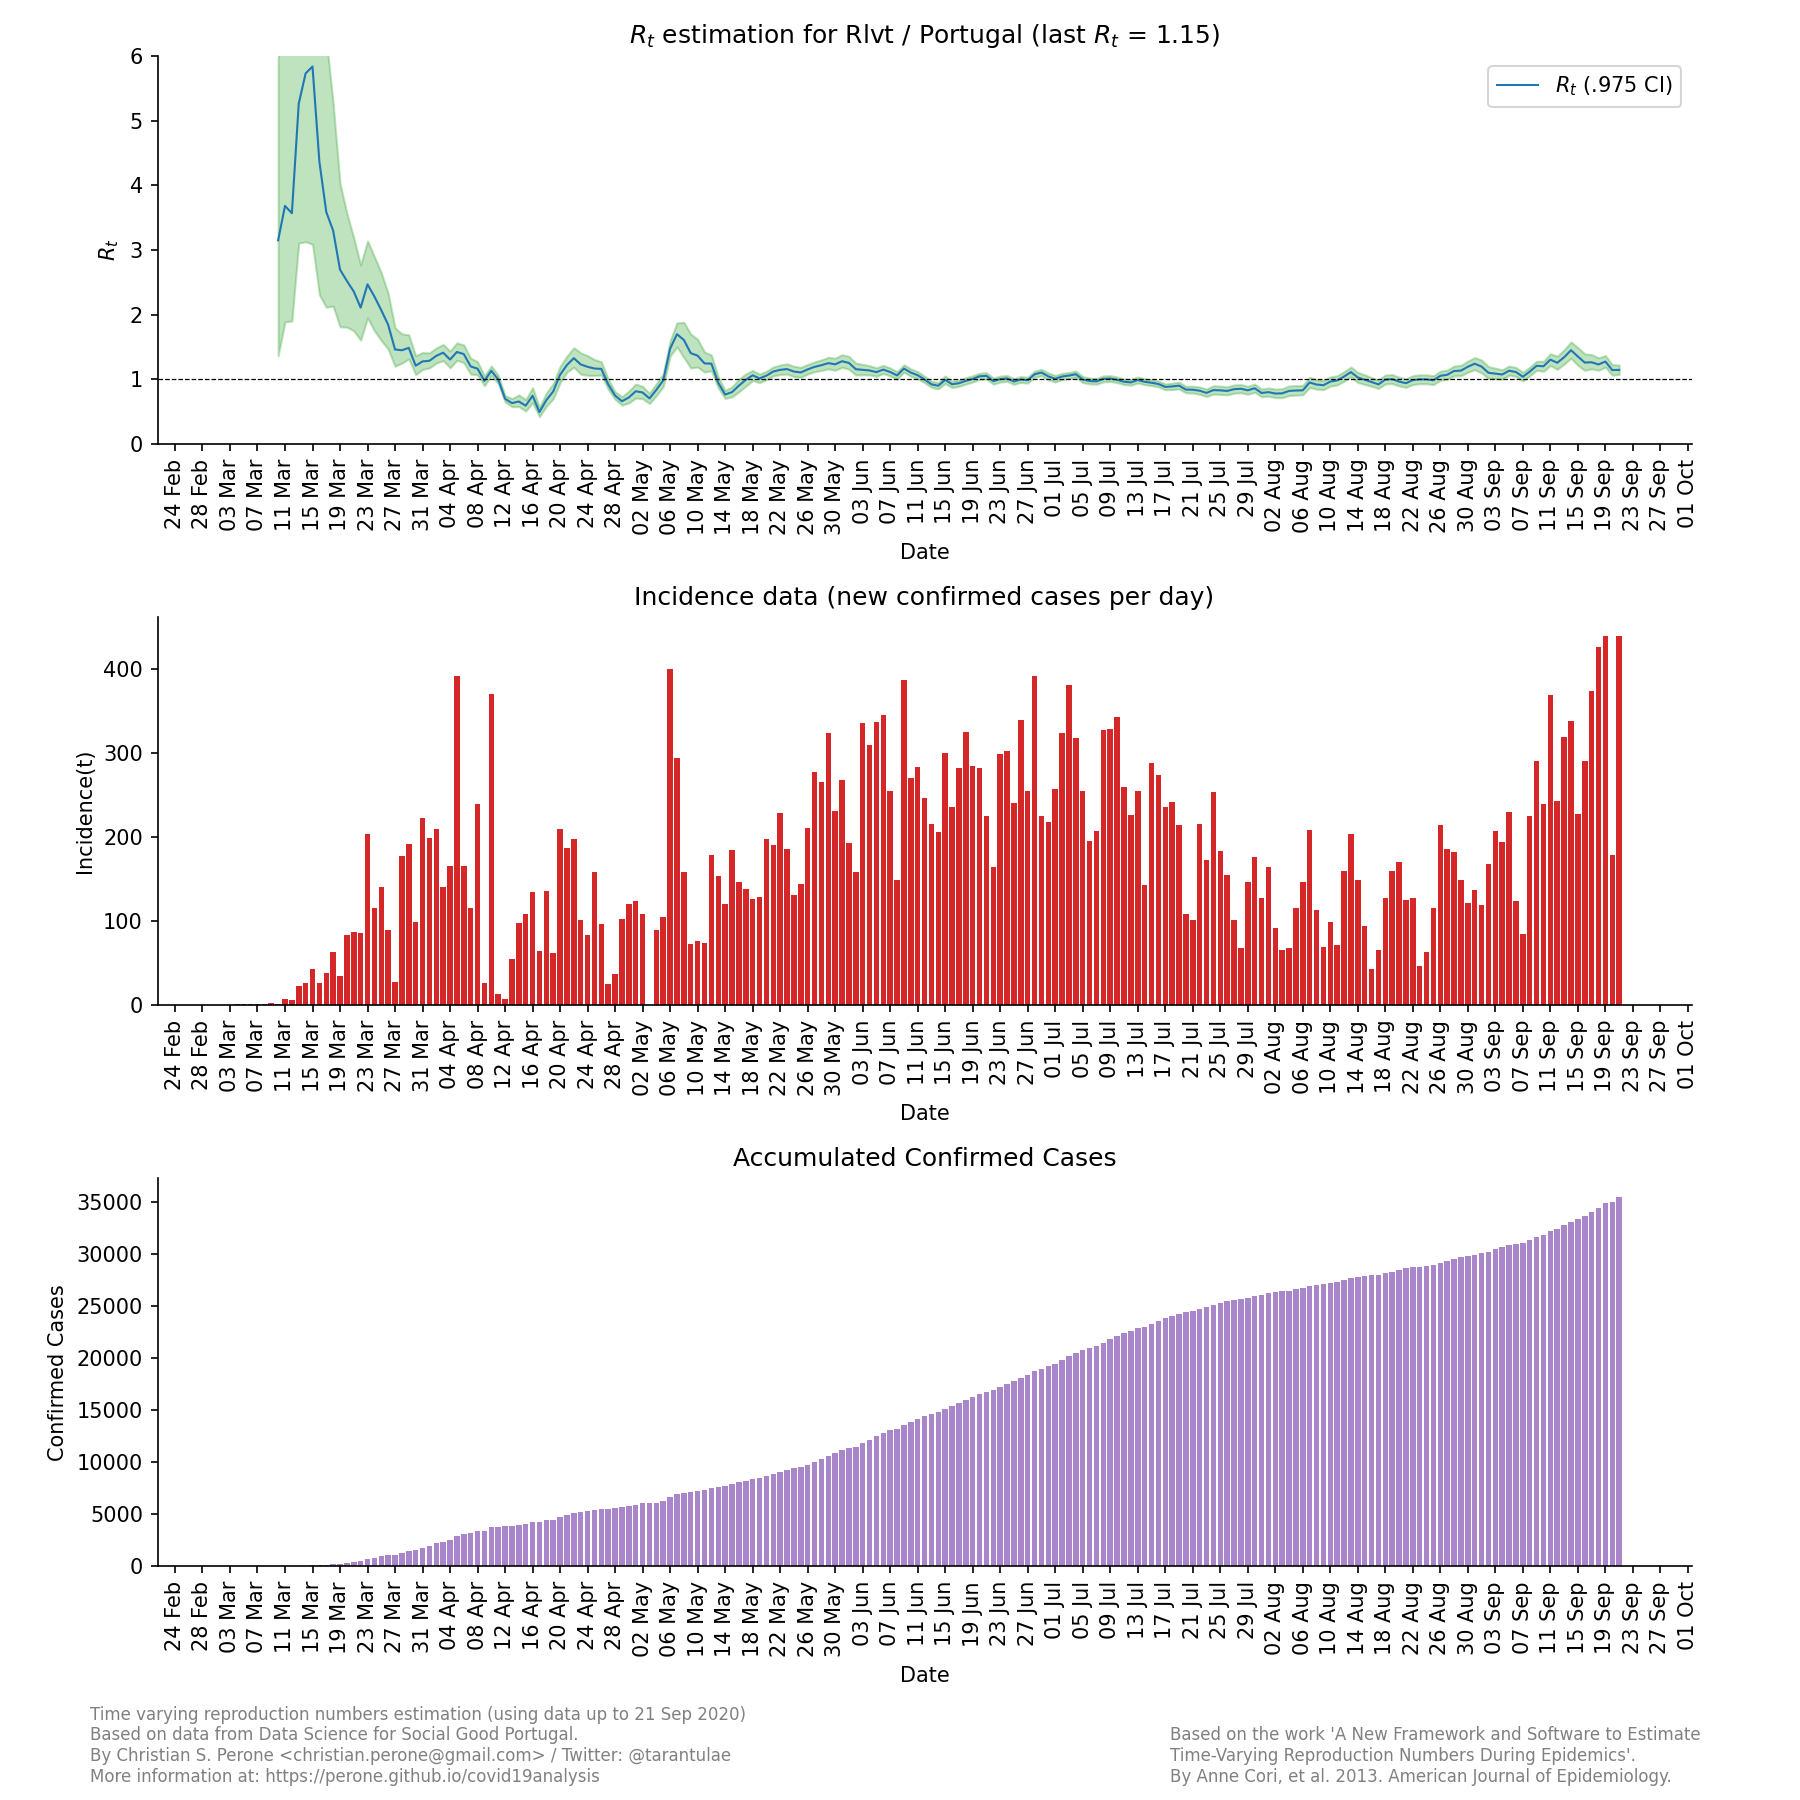 R_t estimation for Rlvt / Portugal (last R_t = 1.15)
R_t (.975 CI)
6
5
4
3
2
1
0
R_t
24 Feb 28 Feb 03 Mar 07 Mar 11 Mar 15 Mar 19 Mar 23 Mar 27 Mar 31 Mar 04 Apr 08 Apr 12 Apr 16 Apr 20 Apr 24 Apr 28 Apr 02 May 06 May 10 May 14 May 18 May 22 May 26 May 30 May 03 Jun 07 Jun 11 Jun 15 Jun 19 Jun 23 Jun 27 Jun 01 Jul 05 Jul 09 Jul 13 Jul 17 Jul 21 Jul 25 Jul 29 Jul 02 Aug 06 Aug 10 Aug 14 Aug 18 Aug 22 Aug 26 Aug 30 Aug 03 Sep 07 Sep 11 Sep 15 Sep 19 Sep 23 Sep 27 Sep 01 Oct
Date
Incidence data (new confirmed cases per day)
400
300
200
100
0
Incidence(t)
24 Feb 28 Feb 03 Mar 07 Mar 11 Mar 15 Mar 19 Mar 23 Mar 27 Mar 31 Mar 04 Apr 08 Apr 12 Apr 16 Apr 20 Apr 24 Apr 28 Apr 02 May 06 May 10 May 14 May 18 May 22 May 26 May 30 May 03 Jun 07 Jun 11 Jun 15 Jun 19 Jun 23 Jun 27 Jun 01 Jul 05 Jul 09 Jul 13 Jul 17 Jul 21 Jul 25 Jul 29 Jul 02 Aug 06 Aug 10 Aug 14 Aug 18 Aug 22 Aug 26 Aug 30 Aug 03 Sep 07 Sep 11 Sep 15 Sep 19 Sep 23 Sep 27 Sep 01 Oct
Date
Accumulated Confirmed Cases
35000
30000
25000
20000
15000
10000
5000
0
Confirmed Cases
24 Feb 28 Feb 03 Mar 07 Mar 11 Mar 15 Mar 19 Mar 23 Mar 27 Mar 31 Mar 04 Apr 08 Apr 12 Apr 16 Apr 20 Apr 24 Apr 28 Apr 02 May 06 May 10 May 14 May 18 May 22 May 26 May 30 May 03 Jun 07 Jun 11 Jun 15 Jun 19 Jun 23 Jun 27 Jun 01 Jul 05 Jul 09 Jul 13 Jul 17 Jul 21 Jul 25 Jul 29 Jul 02 Aug 06 Aug 10 Aug 14 Aug 18 Aug 22 Aug 26 Aug 30 Aug 03 Sep 07 Sep 11 Sep 15 Sep 19 Sep 23 Sep 27 Sep 01 Oct
Date
Time varying reproduction numbers estimation (using data up to 21 Sep 2020)
Based on data from Data Science for Social Good Portugal.
By Christian S. Perone <christian.perone@gmail.com> / Twitter: @tarantulae
More information at: https://perone.github.io/covid19analysis
Based on the work 'A New Framework and Software to Estimate
Time-Varying Reproduction Numbers During Epidemics'.
By Anne Cori, et al. 2013. American Journal of Epidemiology.